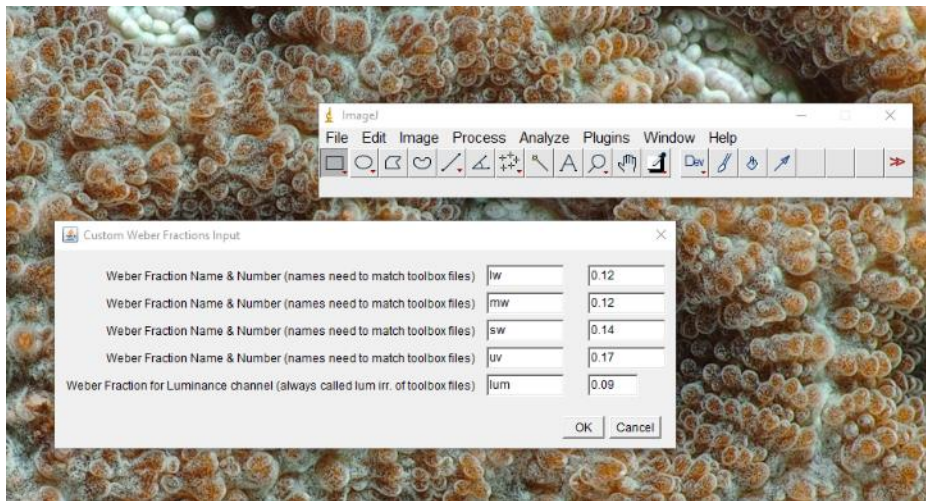 ImageJ
File Edit Image Process Analyze Plugins Window Help
A Dev
Custom Weber Fractions Input
Weber Fraction Name & Number (names need to match toolbox files) lw 0.12
Weber Fraction Name & Number (names need to match toolbox files) mw 0.12
Weber Fraction Name & Number (names need to match toolbox files) sw 0.14
Weber Fraction Name & Number (names need to match toolbox files) uv 0.17
Weber Fraction for Luminance channel (always called lum irr. of toolbox files) lum 0.09
OK Cancel